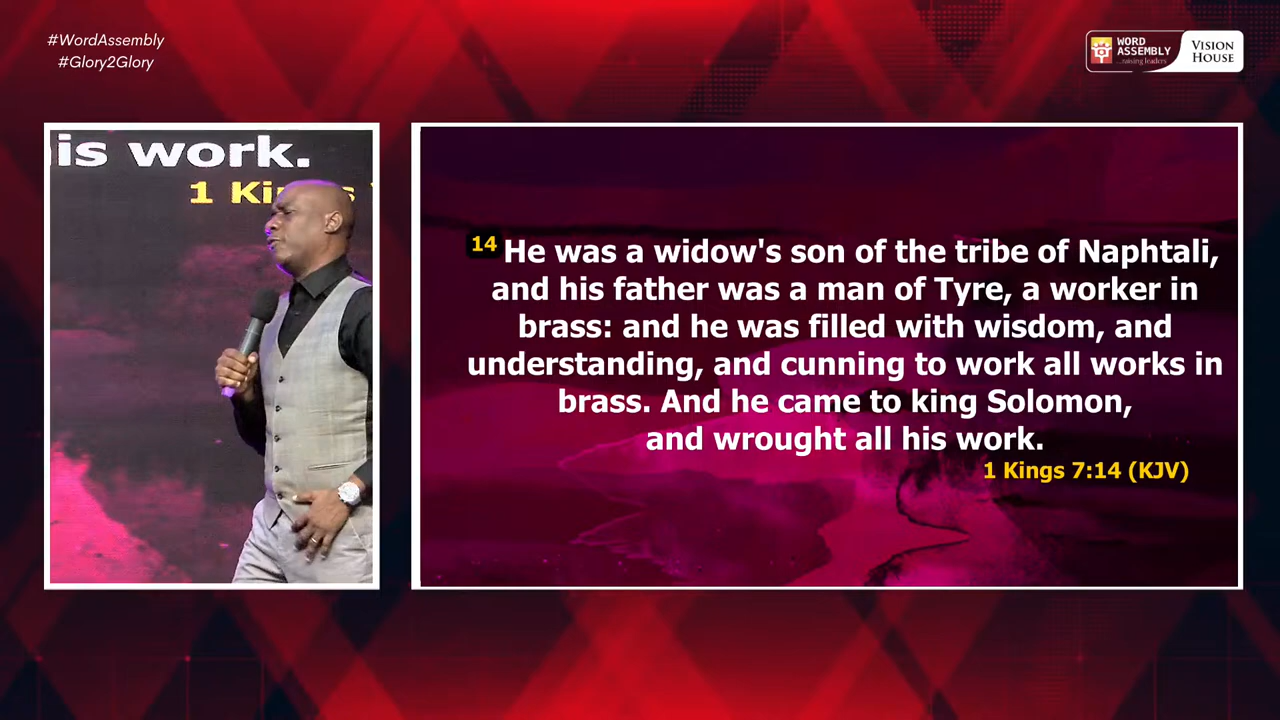 #WordAssembly
#Glory2Glory
WORD
ASSEMBLY
...raising leaders
VISION
HOUSE
is work.
1 Ki
14 He was a widow's son of the tribe of Naphtali,
and his father was a man of Tyre, a worker in
brass: and he was filled with wisdom, and
understanding, and cunning to work all works in
brass. And he came to king Solomon,
and wrought all his work.
1 Kings 7:14 (KJV)